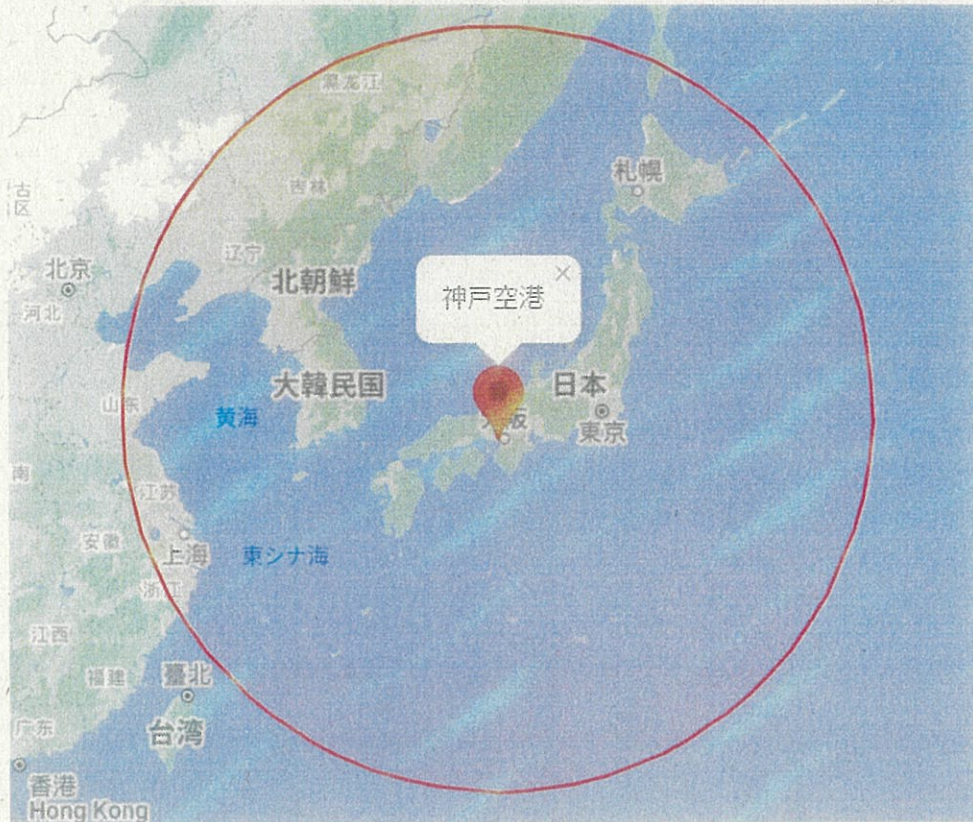 黒龙江
札幌
吉林
古
区
辽宁
北京
北朝鮮
神戸空港
河北
大韓民国
日本
山东
黄海
阪
東京
南
江苏
安徽
上海
東シナ海
浙江
江西
福建
臺北
广东
台湾
香港
Hong Kong